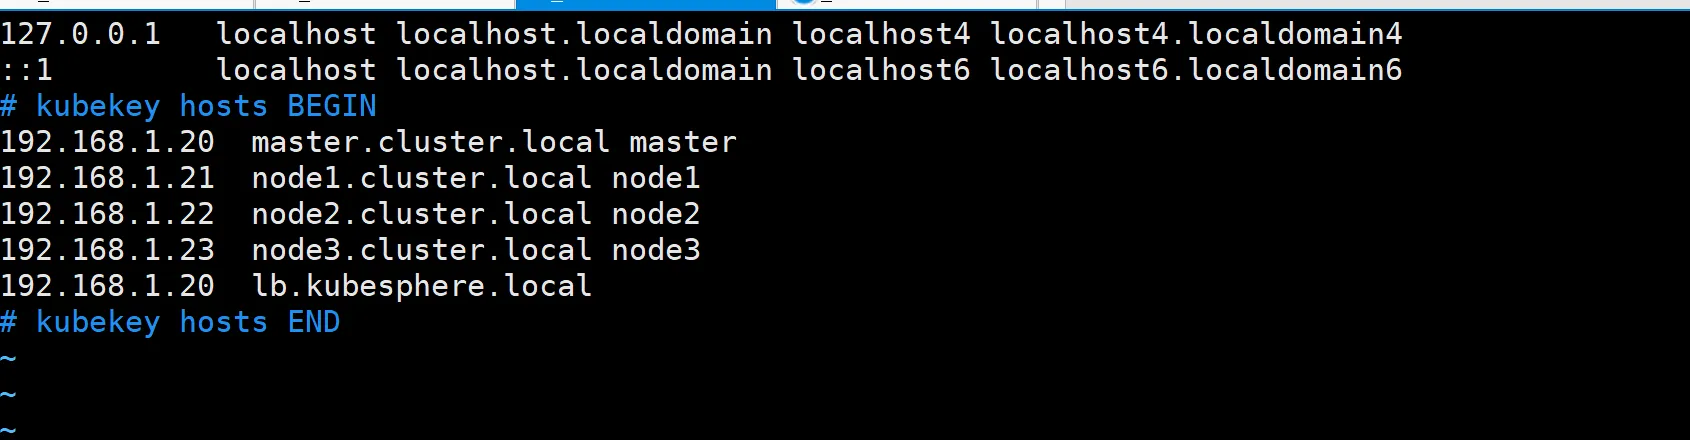 127.0.0.1   localhost localhost.localdomain localhost4 localhost4.localdomain4
::1         localhost localhost.localdomain localhost6 localhost6.localdomain6
# kubekey hosts BEGIN
192.168.1.20  master.cluster.local master
192.168.1.21  node1.cluster.local node1
192.168.1.22  node2.cluster.local node2
192.168.1.23  node3.cluster.local node3
192.168.1.20  lb.kubesphere.local
# kubekey hosts END
~
~
~